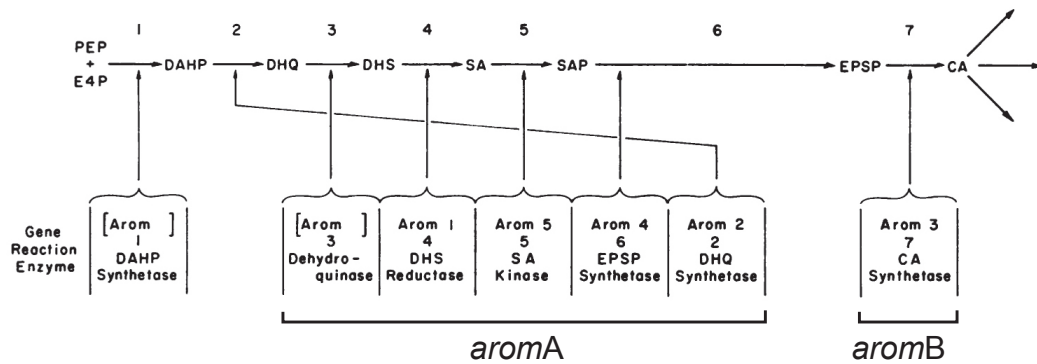 1 2 3 4 5 6 7
PEP
+
E4P
DAHP DHQ DHS SA SAP EPSP CA
Gene
Reaction
Enzyme
[Arom ]
1
DAHP
Synthetase
[Arom ]
3
Dehydro-
quinase
Arom 1
4
DHS
Reductase
Arom 5
5
SA
Kinase
Arom 4
6
EPSP
Synthetase
Arom 2
2
DHQ
Synthetase
Arom 3
7
CA
Synthetase
aromA
aromB